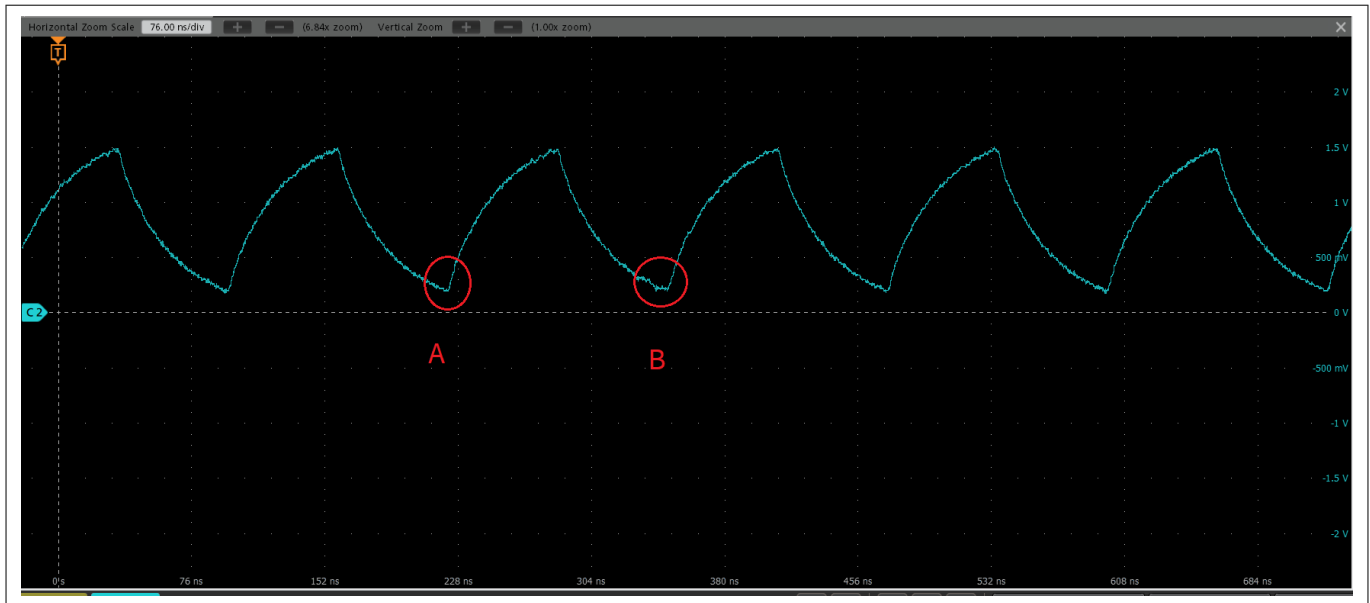 Horizontal Zoom Scale 76.00 ns/div + - (6.84x zoom) Vertical Zoom + - (1.00x zoom) ×
T
2 V
1.5 V
1 V
500 mV
C 2
0 V
A
B
-500 mV
-1 V
-1.5 V
-2 V
0 s 76 ns 152 ns 228 ns 304 ns 380 ns 456 ns 532 ns 608 ns 684 ns